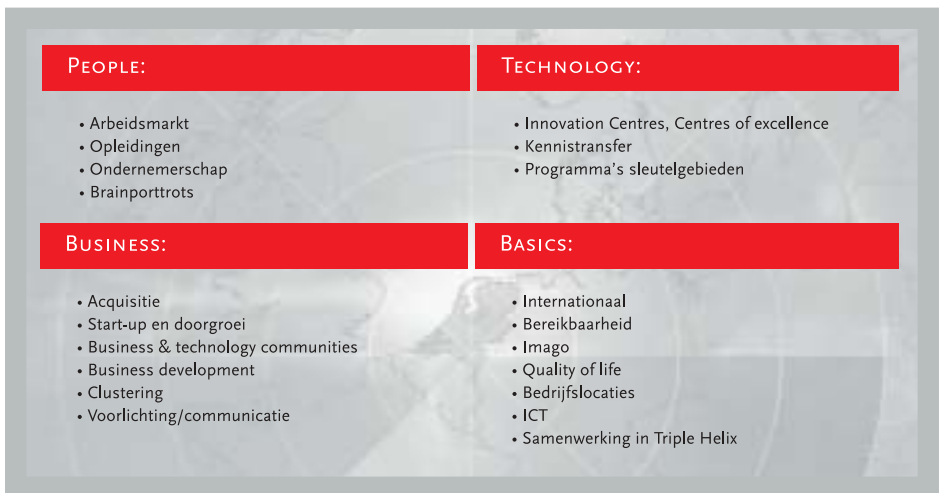 People:
• Arbeidsmarkt
• Opleidingen
• Ondernemerschap
• Brainporttrots
Technology:
• Innovation Centres, Centres of excellence
• Kennistransfer
• Programma's sleutelgebieden
Business:
• Acquisitie
• Start-up en doorgroei
• Business & technology communities
• Business development
• Clustering
• Voorlichting/communicatie
Basics:
• Internationaal
• Bereikbaarheid
• Imago
• Quality of life
• Bedrijfslocaties
• ICT
• Samenwerking in Triple Helix